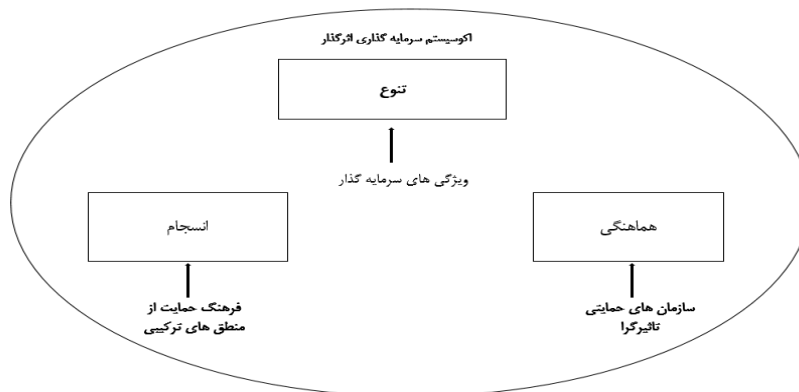 اکوسیستم سرمایه گذاری اثرگذار
تنوع
ویژگی های سرمایه گذار
هماهنگی
انسجام
سازمان های حمایتی
تاثیرگرا
فرهنگ حمایت از
منطق های ترکیبی